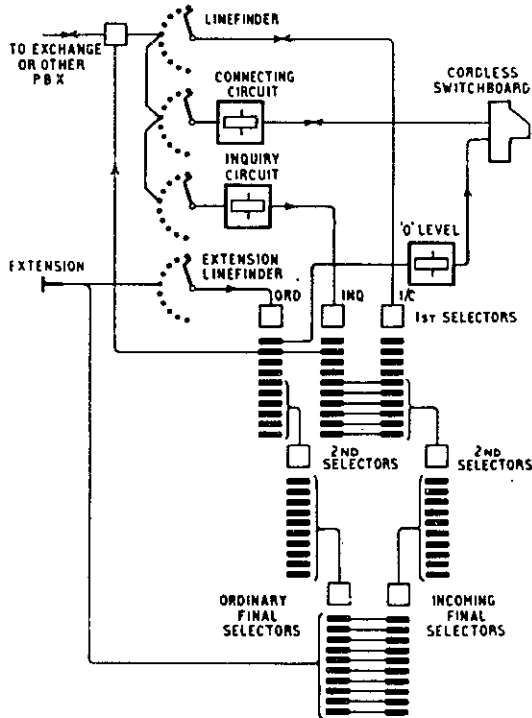 LINEFINDER
TO EXCHANGE
OR OTHER
PBX
CONNECTING
CIRCUIT
CORDLESS
SWITCHBOARD
INQUIRY
CIRCUIT
'O' LEVEL
EXTENSION
EXTENSION
LINEFINDER
ORD
INQ
I/C
1ST SELECTORS
2ND
SELECTORS
2ND
SELECTORS
ORDINARY
FINAL
SELECTORS
INCOMING
FINAL
SELECTORS